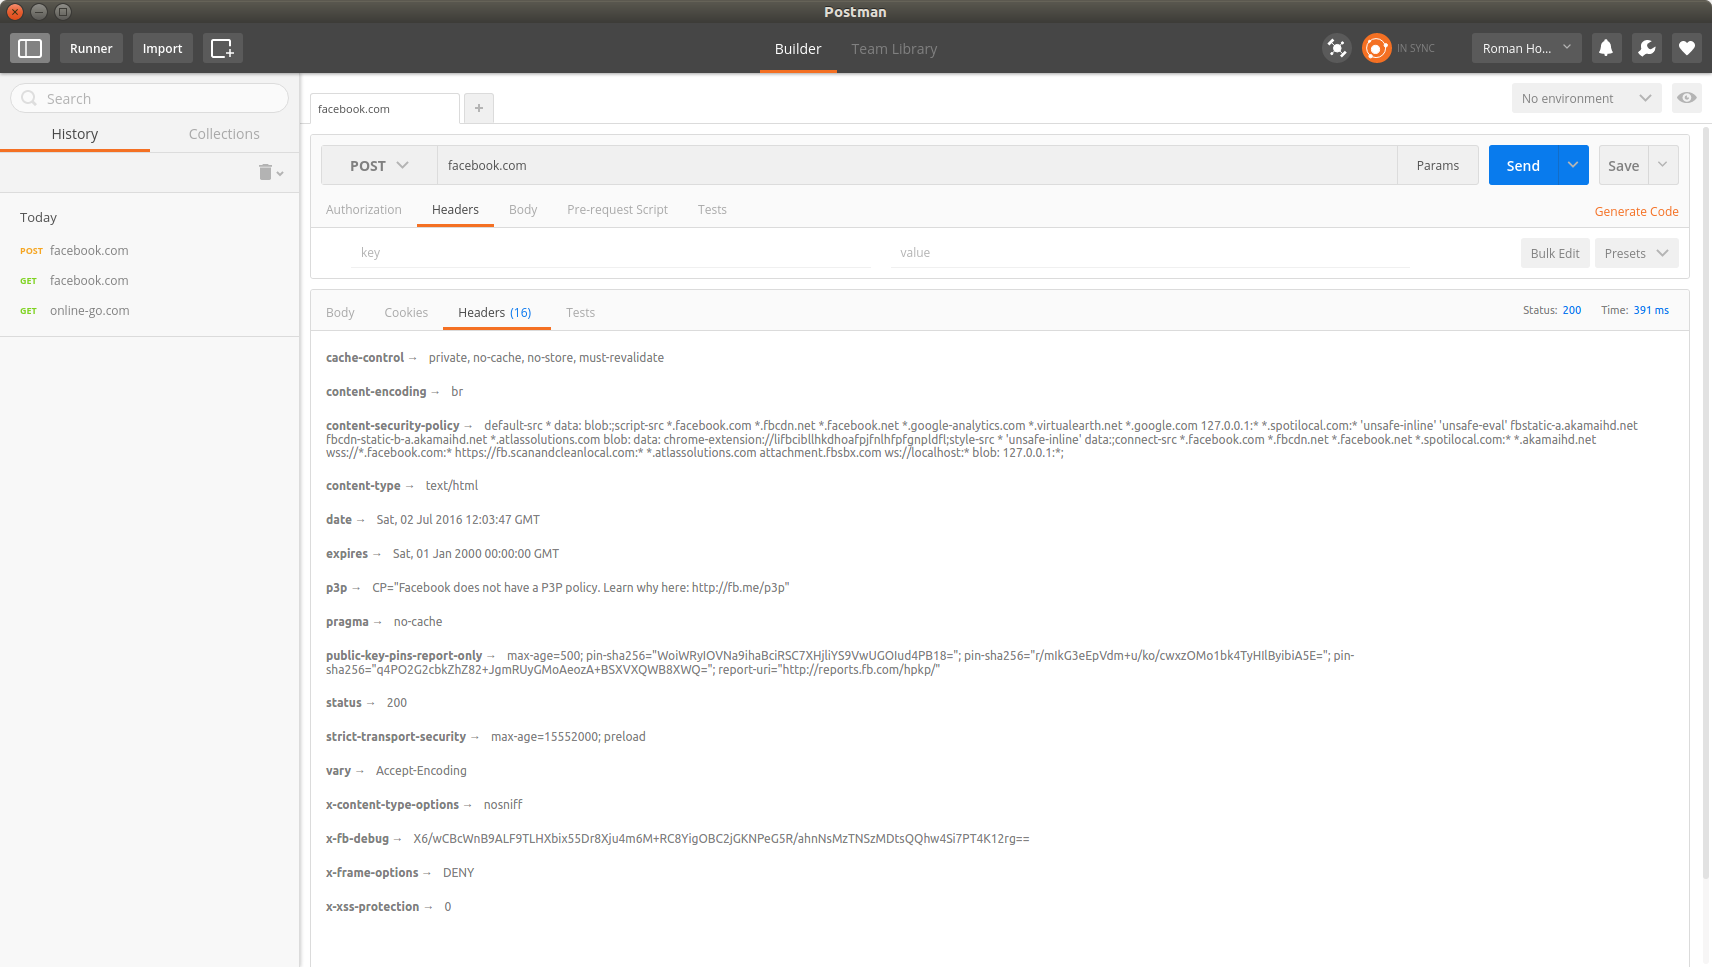 Postman
Runner Import Builder Team Library IN SYNC Roman Ho...
Search
History Collections
Today
POST facebook.com
GET facebook.com
GET online-go.com
facebook.com + No environment
POST facebook.com Params Send Save
Authorization Headers Body Pre-request Script Tests Generate Code
key value Bulk Edit Presets
Body Cookies Headers (16) Tests Status: 200 Time: 391 ms
cache-control → private, no-cache, no-store, must-revalidate
content-encoding → br
content-security-policy → default-src * data: blob:;script-src *.facebook.com *.fbcdn.net *.facebook.net *.google-analytics.com *.virtualearth.net *.google.com 127.0.0.1:* *.spotilocal.com:* 'unsafe-inline' 'unsafe-eval' fbstatic-a.akamaihd.net
fbcdn-static-b-a.akamaihd.net *.atlassolutions.com blob: data: chrome-extension://lifbcibllhkdhoafpjfnlhfpfgnpldfl;style-src * 'unsafe-inline' data:;connect-src *.facebook.com *.fbcdn.net *.facebook.net *.spotilocal.com:* *.akamaihd.net
wss://*.facebook.com:* https://fb.scanandcleanlocal.com:* *.atlassolutions.com attachment.fbsbx.com ws://localhost:* blob: 127.0.0.1:*;
content-type → text/html
date → Sat, 02 Jul 2016 12:03:47 GMT
expires → Sat, 01 Jan 2000 00:00:00 GMT
p3p → CP="Facebook does not have a P3P policy. Learn why here: http://fb.me/p3p"
pragma → no-cache
public-key-pins-report-only → max-age=500; pin-sha256="WoiWRyIOVNa9ihaBciRSC7XHjliYS9VwUGOIud4PB18="; pin-sha256="r/mIkG3eEpVdm+u/ko/cwxzOMo1bk4TyHIlByibiA5E="; pin-
sha256="q4PO2G2cbkZhZ82+JgmRUyGMoAeozA+BSXVXQWB8XWQ="; report-uri="http://reports.fb.com/hpkp/"
status → 200
strict-transport-security → max-age=15552000; preload
vary → Accept-Encoding
x-content-type-options → nosniff
x-fb-debug → X6/wCBcWnB9ALF9TLHXbix55Dr8Xju4m6M+RC8YigOBC2jGKNPeG5R/ahnNsMzTNSzMDtsQQhw4Si7PT4K12rg==
x-frame-options → DENY
x-xss-protection → 0